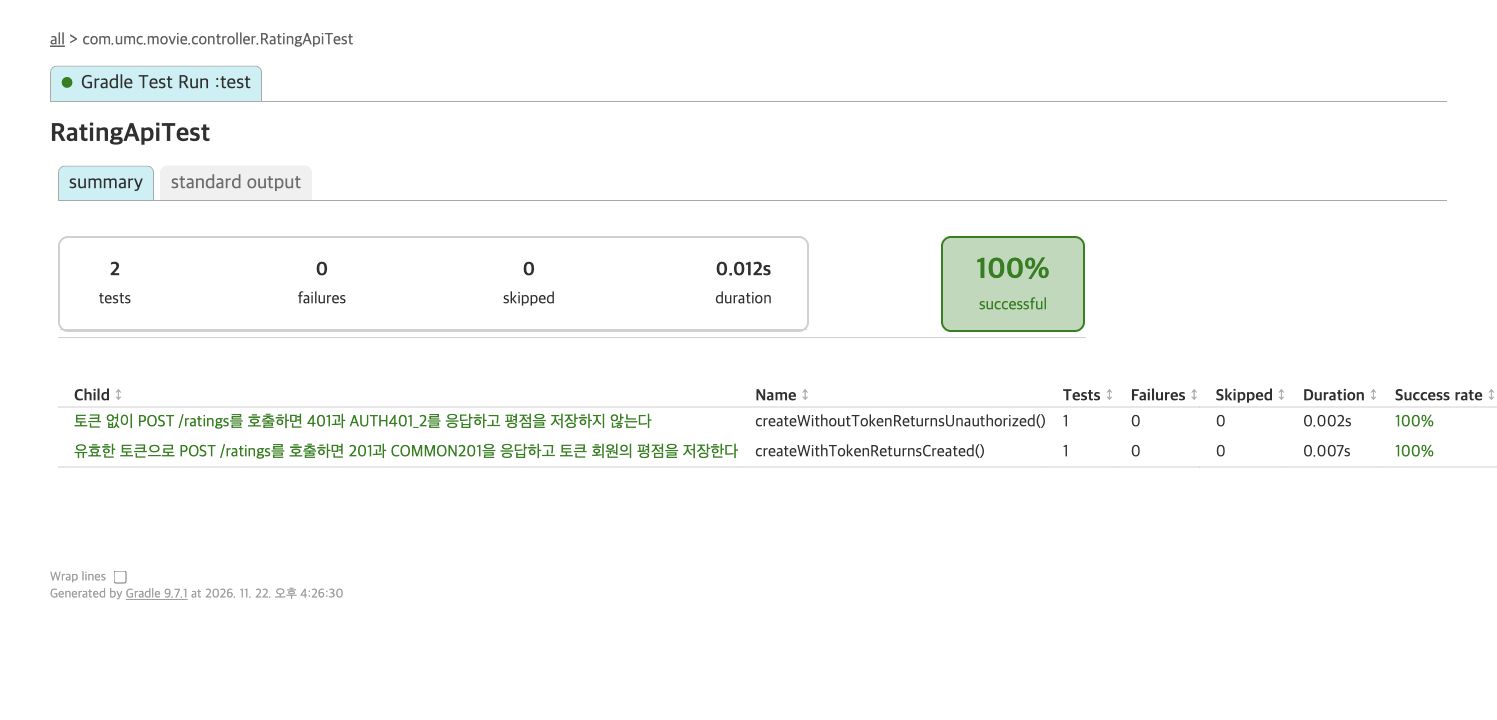 all > com.umc.movie.controller.RatingApiTest
Gradle Test Run :test
RatingApiTest
summary standard output
2 0 0 0.012s 100%
tests failures skipped duration successful
Child Name Tests Failures Skipped Duration Success rate
토큰 없이 POST /ratings를 호출하면 401과 AUTH401_2를 응답하고 평점을 저장하지 않는다 createWithoutTokenReturnsUnauthorized() 1 0 0 0.002s 100%
유효한 토큰으로 POST /ratings를 호출하면 201과 COMMON201을 응답하고 토큰 회원의 평점을 저장한다 createWithTokenReturnsCreated() 1 0 0 0.007s 100%
Wrap lines
Generated by Gradle 9.7.1 at 2026. 11. 22. 오후 4:26:30